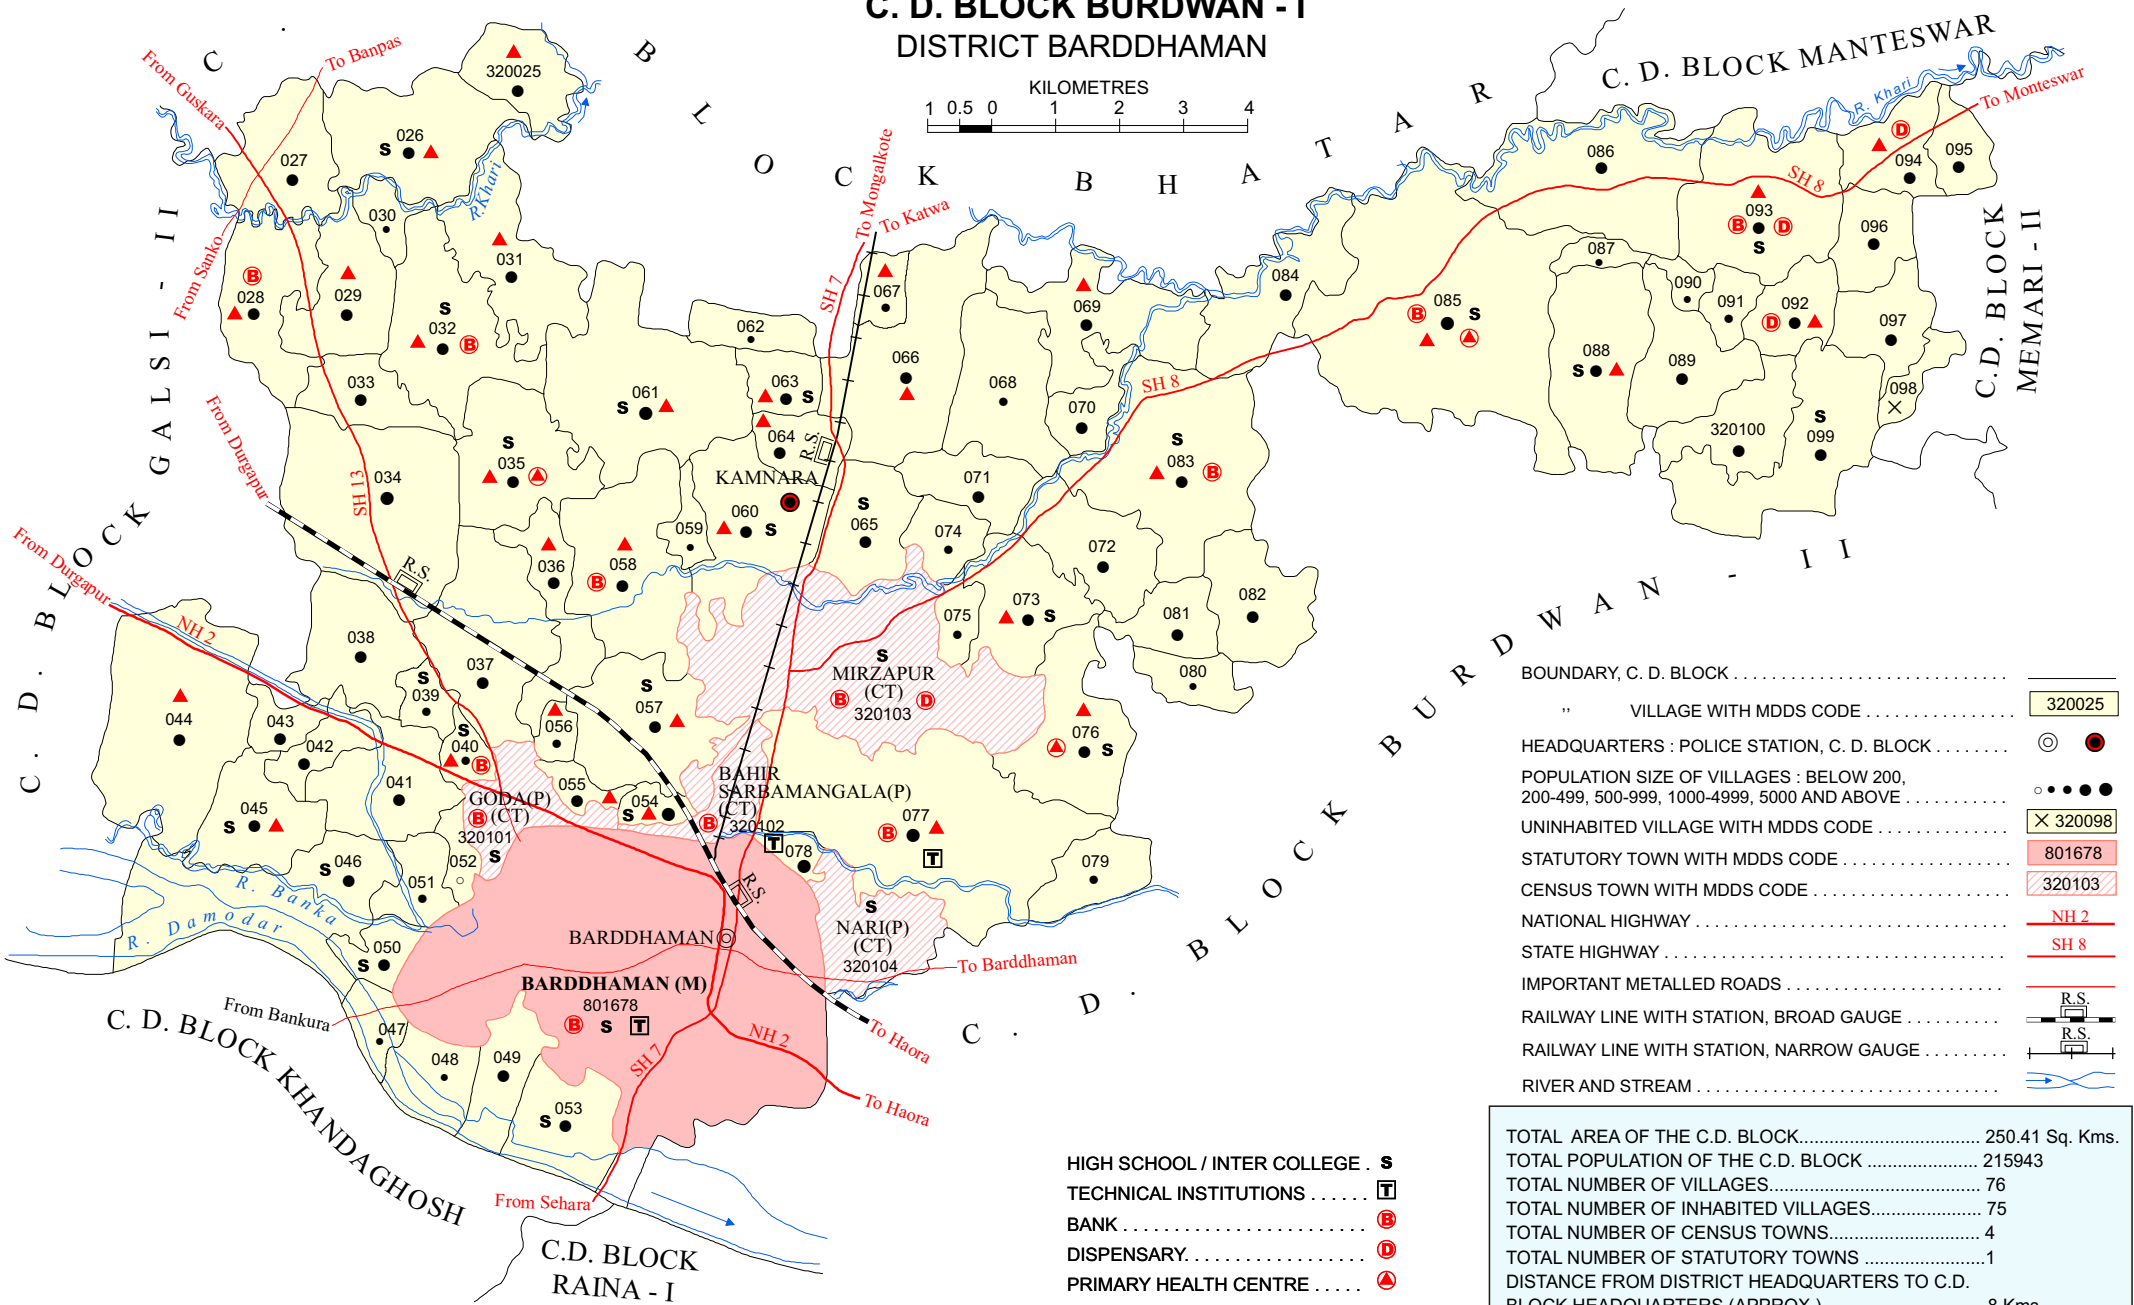 C. D. BLOCK BURDWAN - I
DISTRICT BARDDHAMAN
KILOMETRES
1 0.5 0 1 2 3 4
C. D. BLOCK MANTESWAR
C. . BLOCK BHATAR
To Banpas
From Guskara
From Sanko
To Mongalkote
To Katwa
R. Khari
To Monteswar
R.Khari
SH 7
SH 8
SH 8
C.D. BLOCK
MEMARI - II
C. D. BLOCK GALSI - II
320025
S 026
027
030
B
028
029
031
S
032 B
033
034
SH 13
S
035
036
B 058
059
S 061
062
063 S
064
R.S.
KAMNARA
060 S
S
065
066
067
068
069
070
071
072
073 S
074
075
S
083 B
084
B 085 S
086
087
S 088
089
090
091
D 092
093
B D
S
D
094
095
096
097
098
S
099
320100
From Durgapur
From Durgapur
NH 2
R.S.
037
038
S
039
S
040
B
041
042
043
044
S 045
S 046
051
052
S
050
047
048
049
S 053
S 054
055
056
S
057
GODA(P)
B (CT)
320101
S
S
MIRZAPUR
(CT)
B D
320103
BAHIR
SARBAMANGALA(P)
(CT)
B 320102
T
078
B 077
T
076
S
079
080
081
082
R. Banka
R. Damodar
R.S.
BARDDHAMAN
BARDDHAMAN (M)
801678
B S T
S
NARI(P)
(CT)
320104
To Barddhaman
From Bankura
To Haora
NH 2
To Haora
SH 7
From Sehara
C. D. BLOCK KHANDAGHOSH
C.D. BLOCK
RAINA - I
C. D. BLOCK BURDWAN - II
BOUNDARY, C. D. BLOCK
,, VILLAGE WITH MDDS CODE 320025
HEADQUARTERS : POLICE STATION, C. D. BLOCK
POPULATION SIZE OF VILLAGES : BELOW 200,
200-499, 500-999, 1000-4999, 5000 AND ABOVE
UNINHABITED VILLAGE WITH MDDS CODE 320098
STATUTORY TOWN WITH MDDS CODE 801678
CENSUS TOWN WITH MDDS CODE 320103
NATIONAL HIGHWAY NH 2
STATE HIGHWAY SH 8
IMPORTANT METALLED ROADS
RAILWAY LINE WITH STATION, BROAD GAUGE R.S.
RAILWAY LINE WITH STATION, NARROW GAUGE R.S.
RIVER AND STREAM
HIGH SCHOOL / INTER COLLEGE . S
TECHNICAL INSTITUTIONS T
BANK B
DISPENSARY D
PRIMARY HEALTH CENTRE
TOTAL AREA OF THE C.D. BLOCK 250.41 Sq. Kms.
TOTAL POPULATION OF THE C.D. BLOCK 215943
TOTAL NUMBER OF VILLAGES 76
TOTAL NUMBER OF INHABITED VILLAGES 75
TOTAL NUMBER OF CENSUS TOWNS 4
TOTAL NUMBER OF STATUTORY TOWNS 1
DISTANCE FROM DISTRICT HEADQUARTERS TO C.D.
BLOCK HEADQUARTERS (APPROX.) 8 Kms